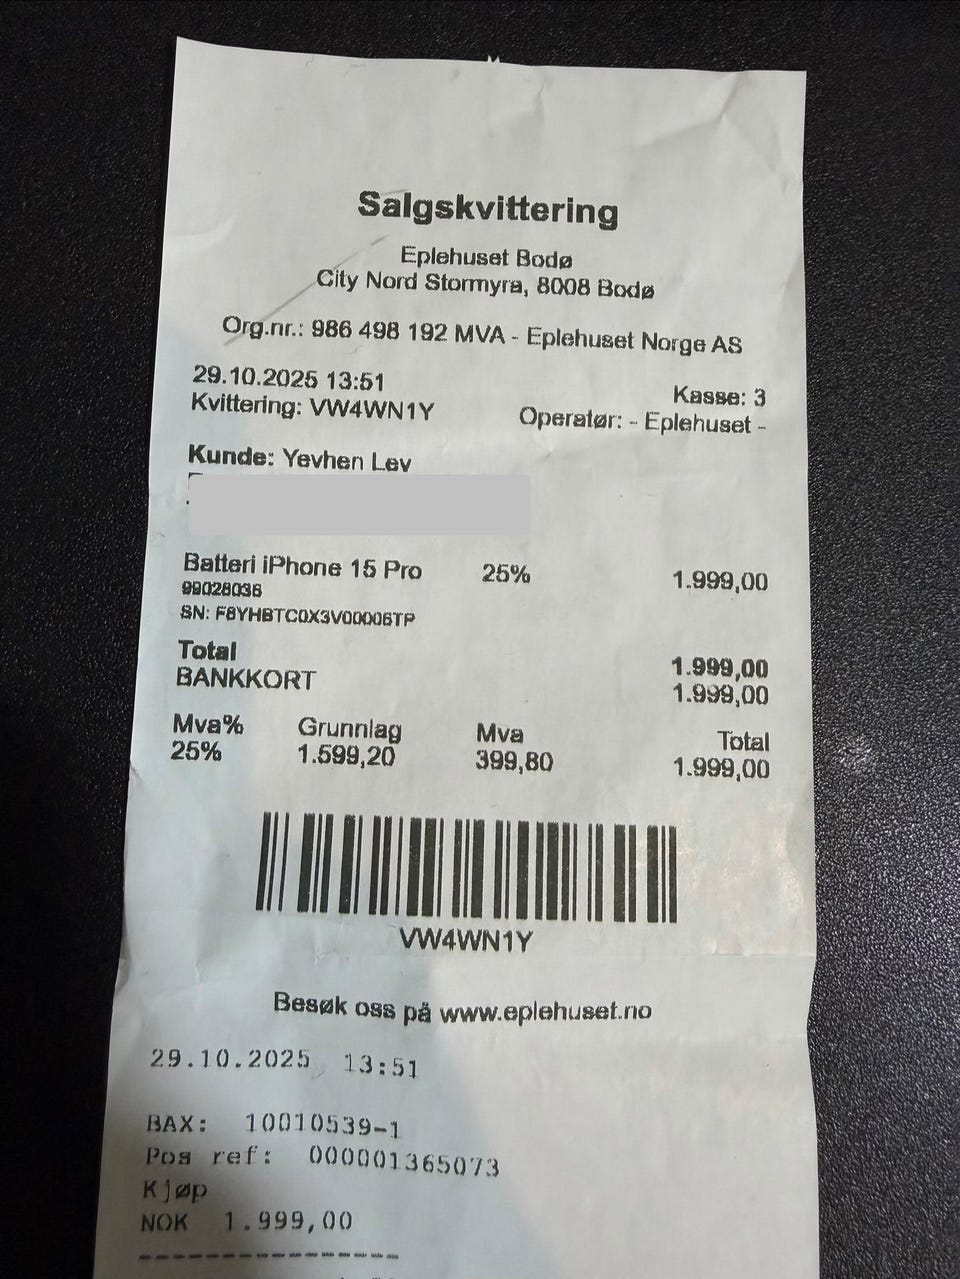 Salgskvittering
Eplehuset Bodø
City Nord Stormyra, 8008 Bodø
Org.nr.: 986 498 192 MVA - Eplehuset Norge AS
29.10.2025 13:51
Kasse: 3
Kvittering: VW4WN1Y
Operatør: - Eplehuset -
Kunde: Yevhen Lev
Batteri iPhone 15 Pro 25% 1.999,00
99028036
SN: F8YHBTC0X3V00006TP
Total 1.999,00
BANKKORT 1.999,00
Mva% Grunnlag Mva Total
25% 1.599,20 399,80 1.999,00
VW4WN1Y
Besøk oss på www.eplehuset.no
29.10.2025 13:51
BAX: 10010539-1
Pos ref: 000001365073
Kjøp
NOK 1.999,00